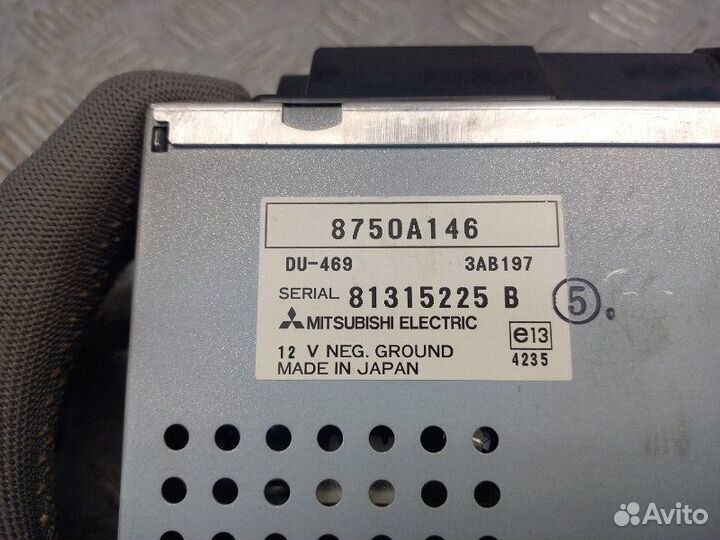 8750A146
DU-469 3AB197
SERIAL 81315225 B
5
MITSUBISHI ELECTRIC
e13
12 V NEG. GROUND
4235
MADE IN JAPAN
Avito